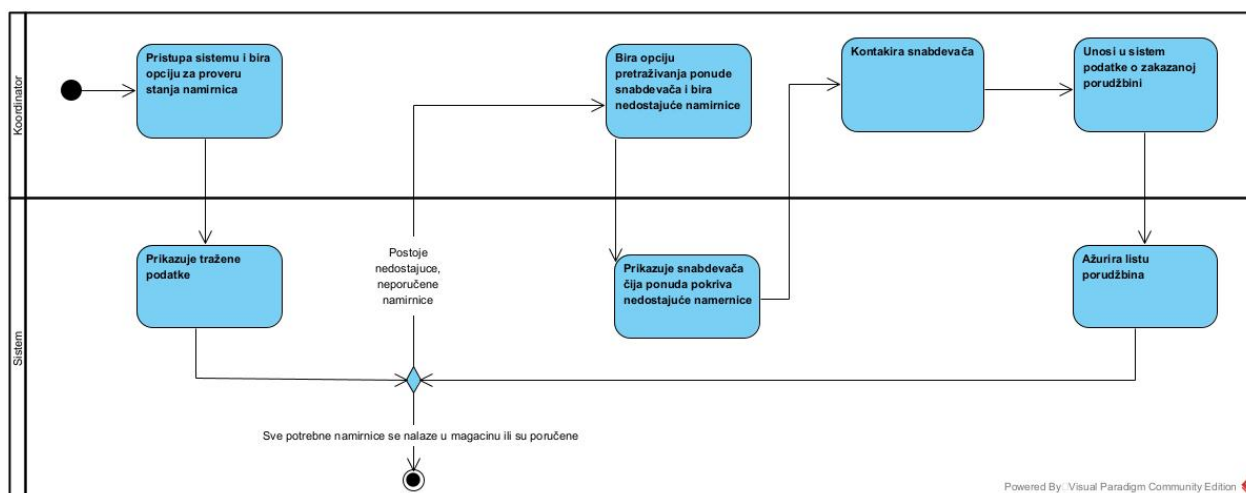 Koordinator
Pristupa sistemu i bira
opciju za proveru
stanja namirnica
Bira opciju
pretraživanja ponude
snabdevača i bira
nedostajuće namirnice
Kontakira snabdevača
Unosi u sistem
podatke o zakazanoj
porudžbini
Sistem
Prikazuje tražene
podatke
Postoje
nedostajuce,
neporučene
namirnice
Prikazuje snabdevača
čija ponuda pokriva
nedostajuće namernice
Ažurira listu
porudžbina
Sve potrebne namirnice se nalaze u magacinu ili su poručene
Powered By Visual Paradigm Community Edition